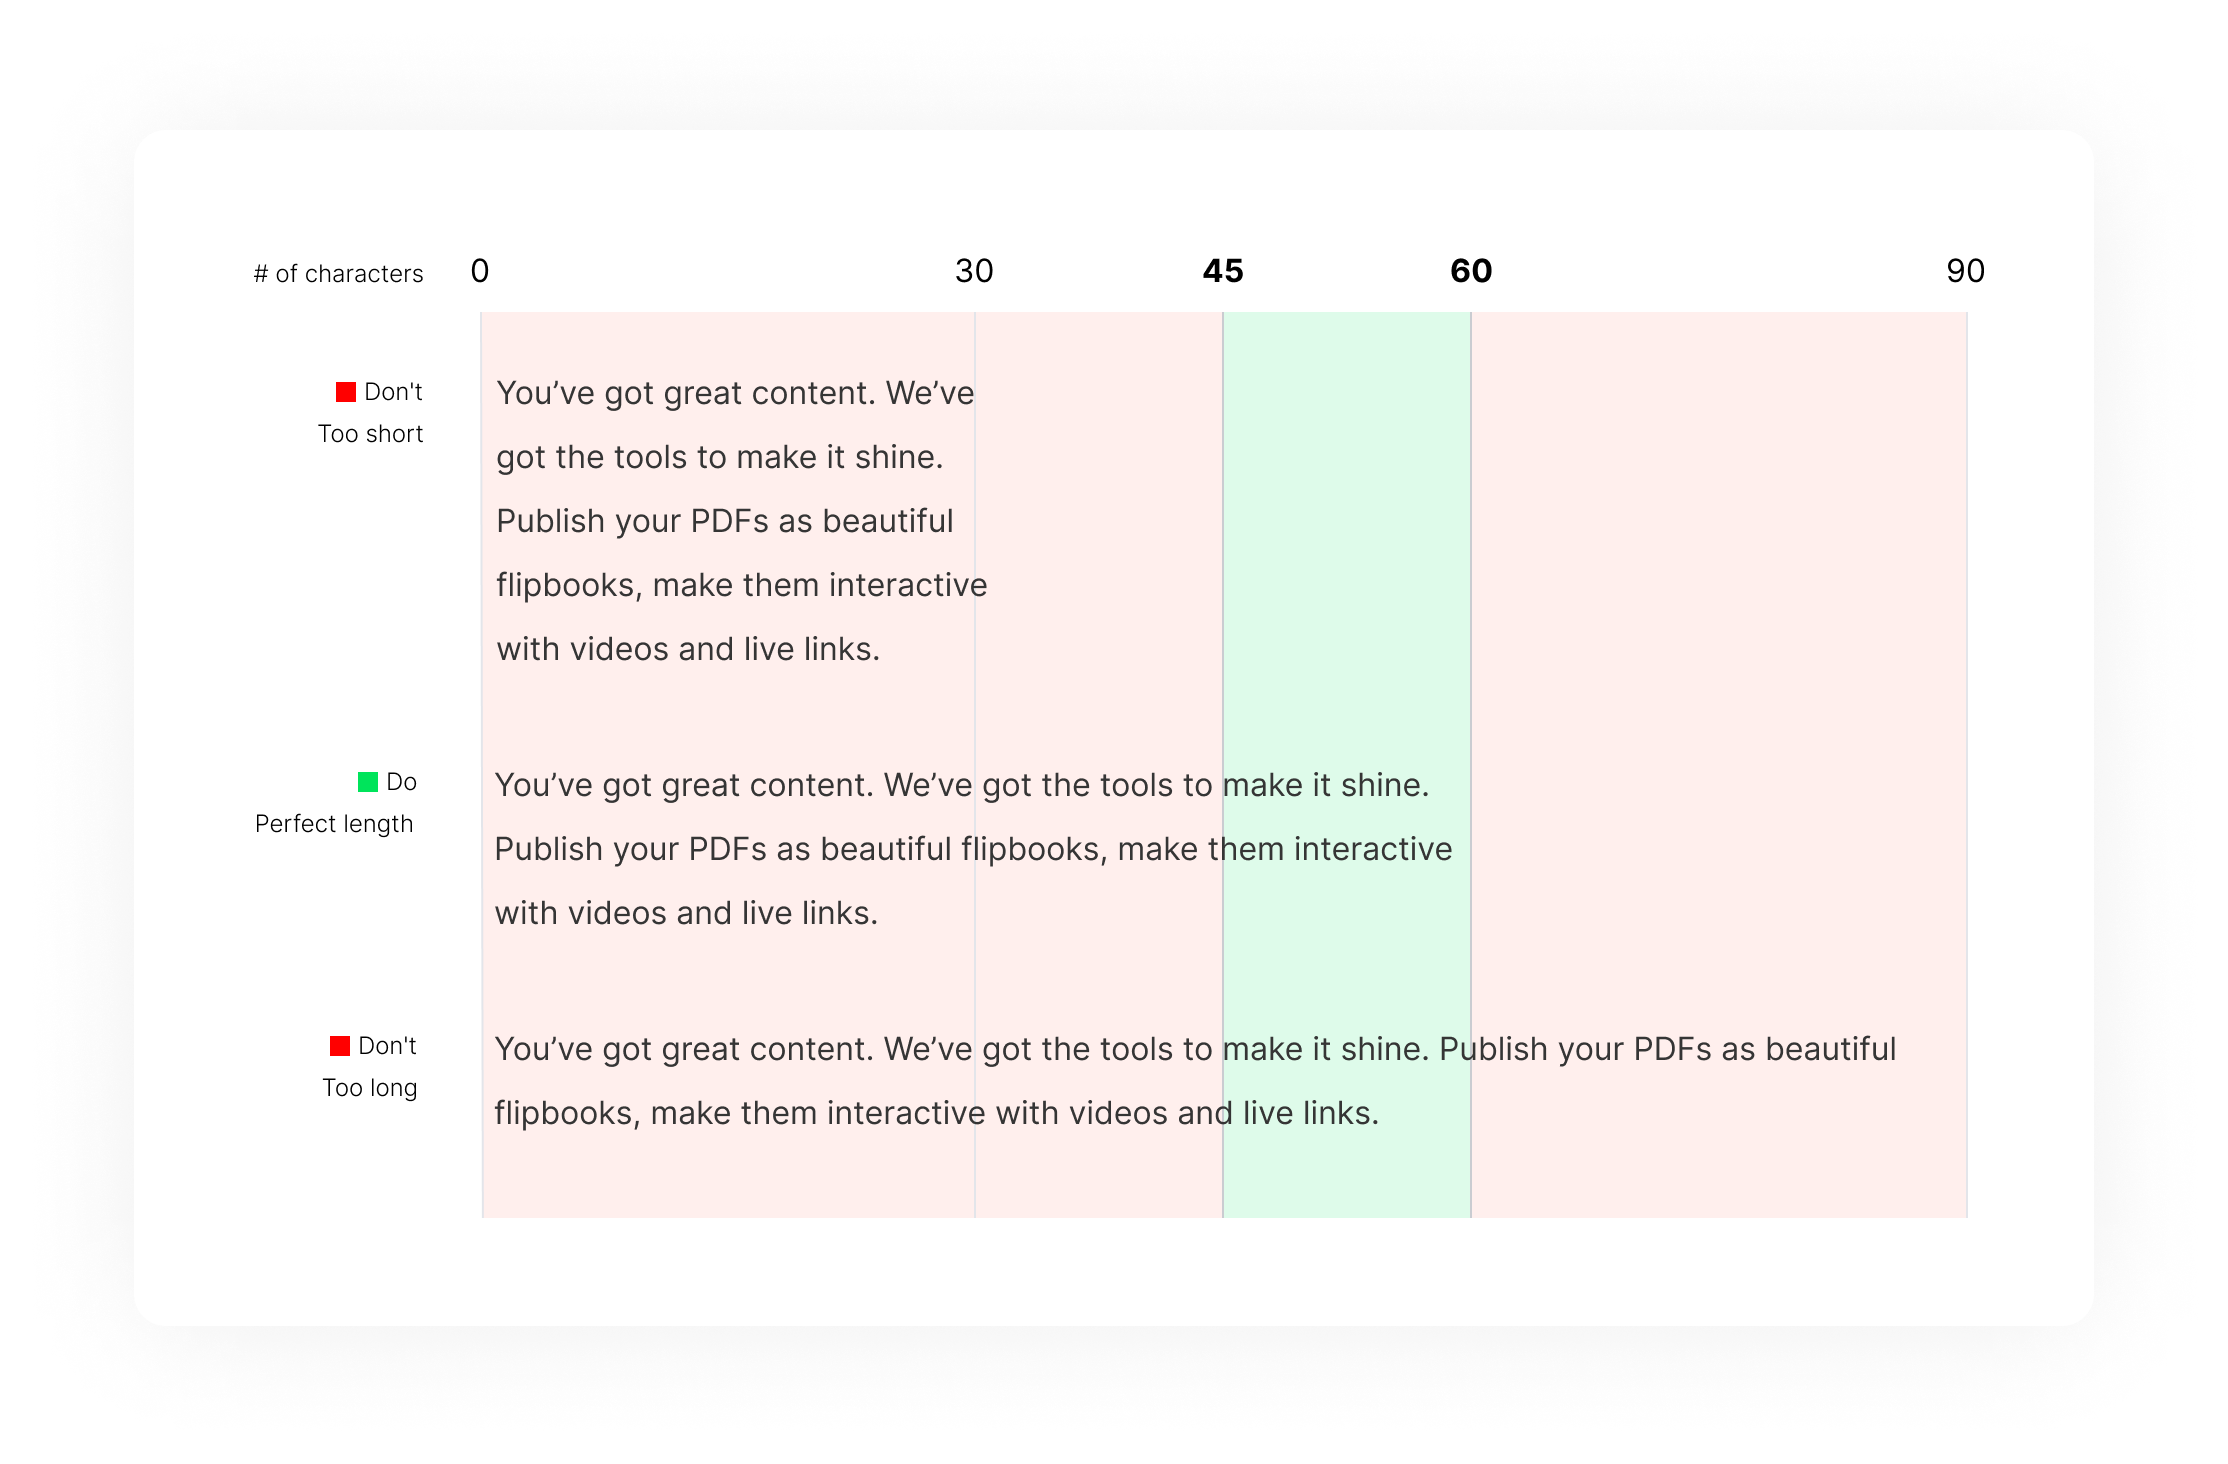 # of characters 0 30 45 60 90
Don't
Too short
You’ve got great content. We’ve
got the tools to make it shine.
Publish your PDFs as beautiful
flipbooks, make them interactive
with videos and live links.
Do
Perfect length
You’ve got great content. We’ve got the tools to make it shine.
Publish your PDFs as beautiful flipbooks, make them interactive
with videos and live links.
Don't
Too long
You’ve got great content. We’ve got the tools to make it shine. Publish your PDFs as beautiful
flipbooks, make them interactive with videos and live links.